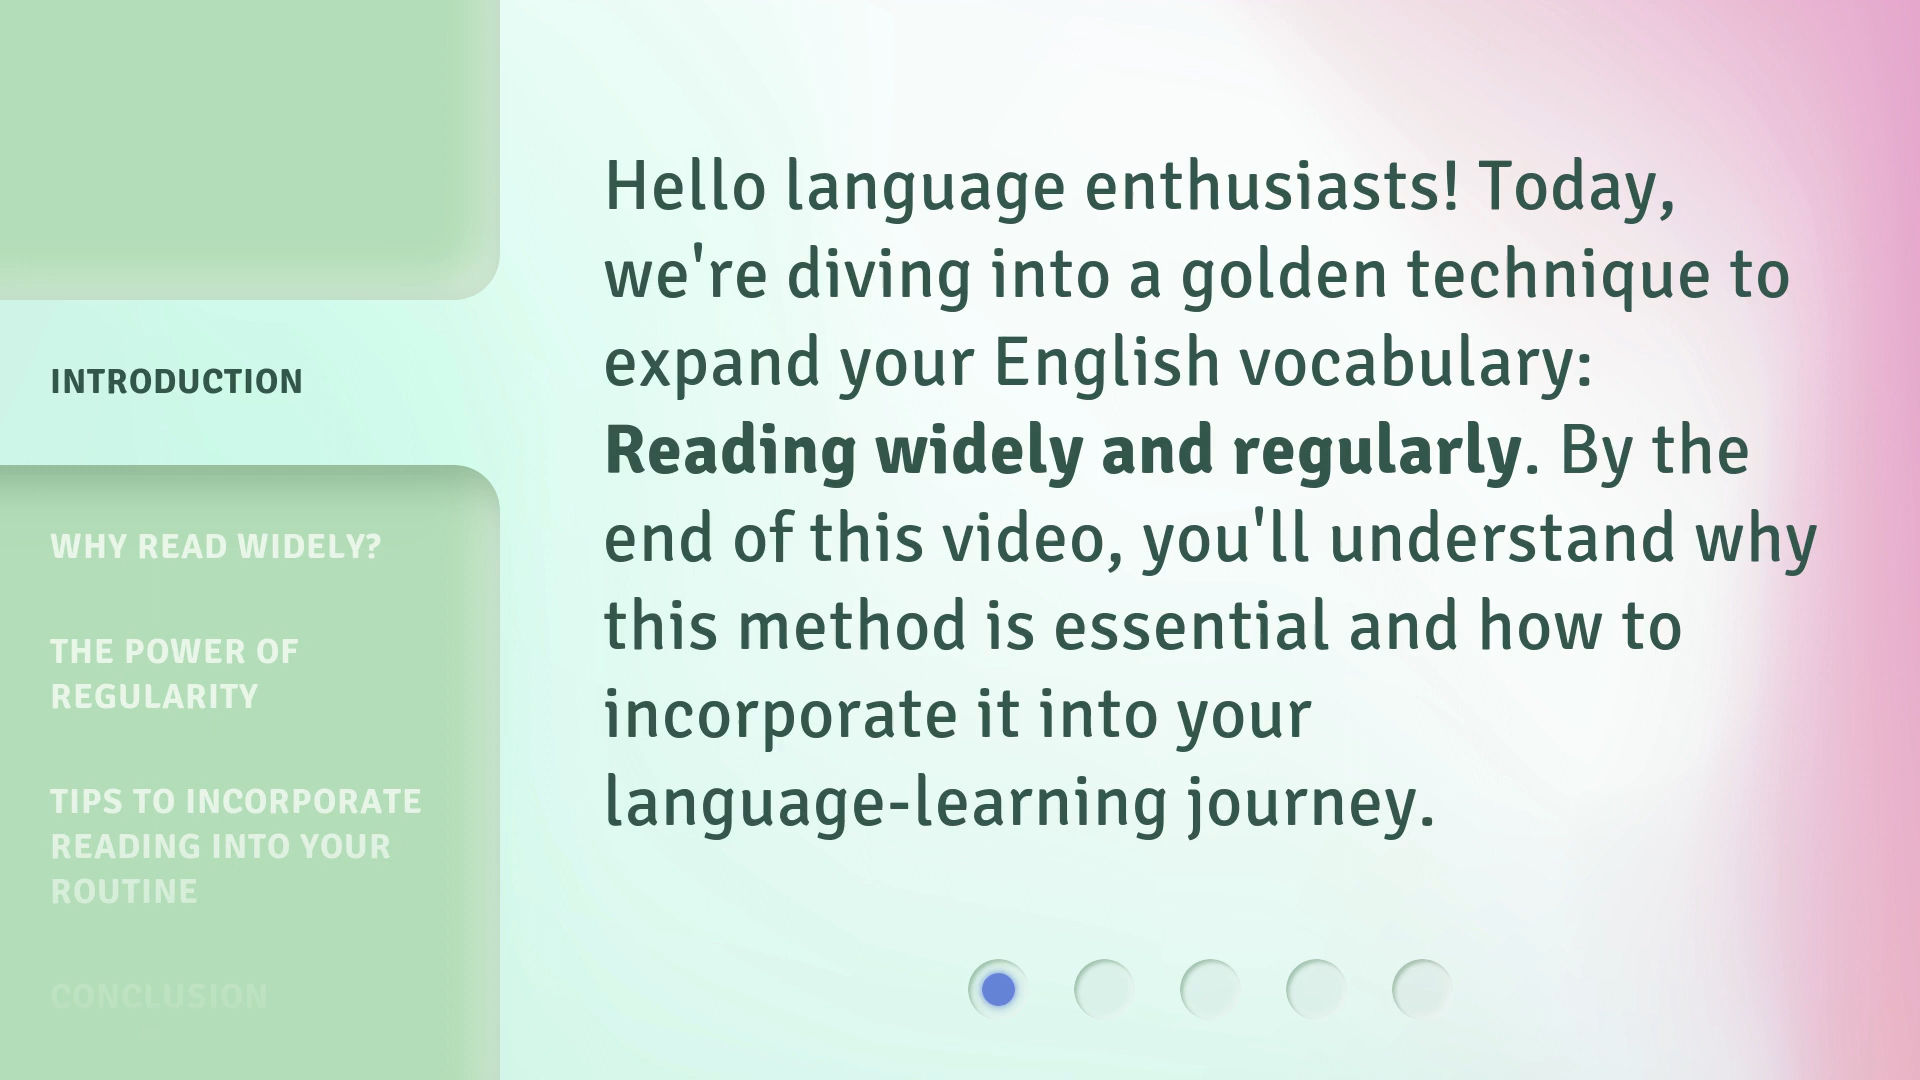 INTRODUCTION
WHY READ WIDELY?
THE POWER OF
REGULARITY
TIPS TO INCORPORATE
READING INTO YOUR
ROUTINE
CONCLUSION
Hello language enthusiasts! Today,
we're diving into a golden technique to
expand your English vocabulary:
Reading widely and regularly. By the
end of this video, you'll understand why
this method is essential and how to
incorporate it into your
language-learning journey.